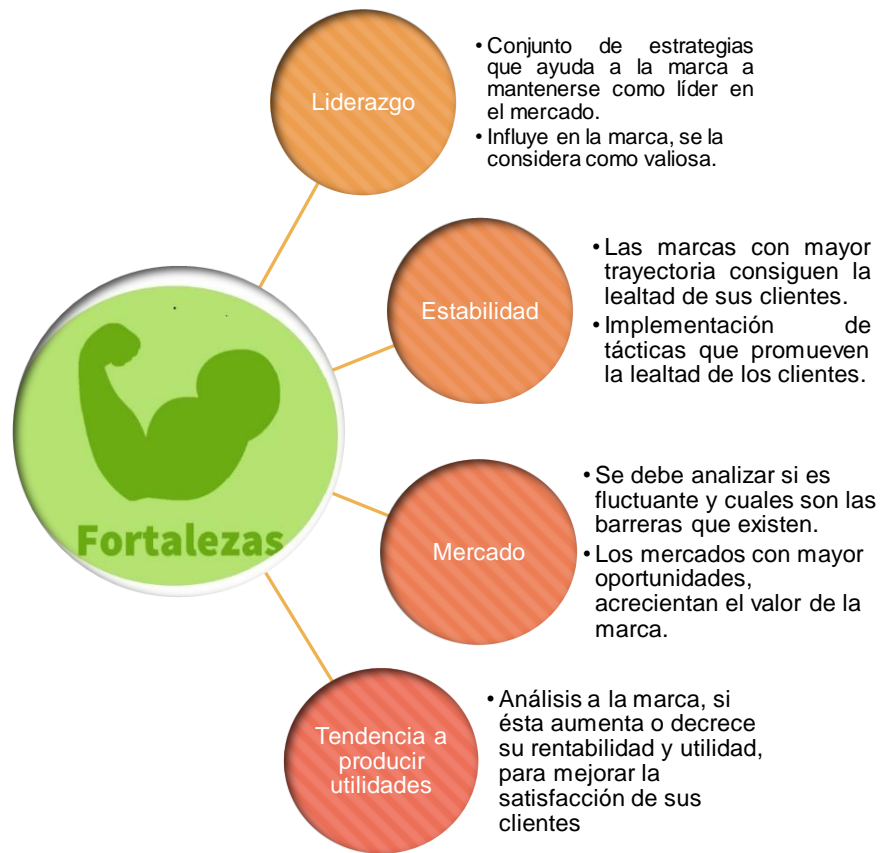 Liderazgo
• Conjunto de estrategias
que ayuda a la marca a
mantenerse como líder en
el mercado.
• Influye en la marca, se la
considera como valiosa.
Estabilidad
• Las marcas con mayor
trayectoria consiguen la
lealtad de sus clientes.
• Implementación de
tácticas que promueven
la lealtad de los clientes.
Fortalezas
Mercado
• Se debe analizar si es
fluctuante y cuales son las
barreras que existen.
• Los mercados con mayor
oportunidades,
acrecientan el valor de la
marca.
Tendencia a
producir
utilidades
• Análisis a la marca, si
ésta aumenta o decrece
su rentabilidad y utilidad,
para mejorar la
satisfacción de sus
clientes